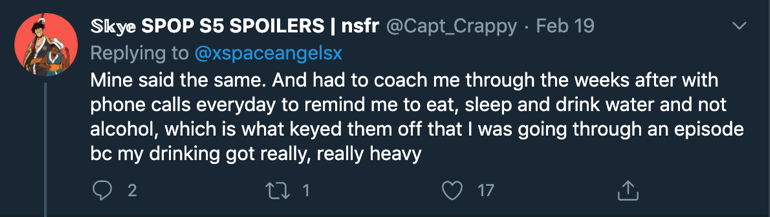 𝕊𝕜𝕪𝕖 SPOP S5 SPOILERS | nsfr @Capt_Crappy · Feb 19
Replying to @xspaceangelsx
Mine said the same. And had to coach me through the weeks after with
phone calls everyday to remind me to eat, sleep and drink water and not
alcohol, which is what keyed them off that I was going through an episode
bc my drinking got really, really heavy
2 1 17